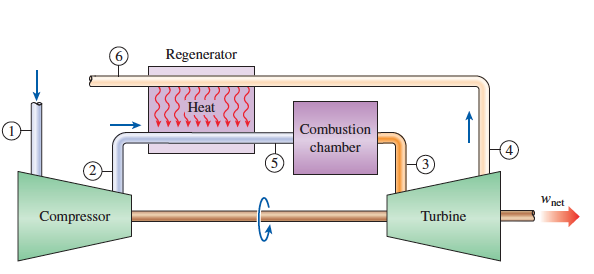 6
Regenerator
Heat
1
Combustion
chamber
2
5
3
4
Compressor
Turbine
wnet